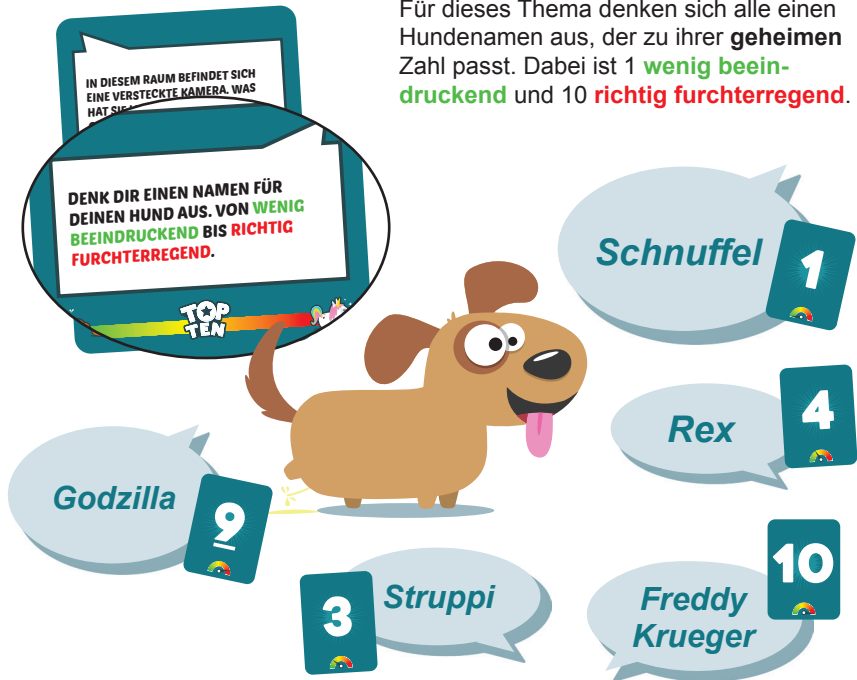 Für dieses Thema denken sich alle einen
Hundenamen aus, der zu ihrer geheimen
Zahl passt. Dabei ist 1 wenig beein-
druckend und 10 richtig furchterregend.
IN DIESEM RAUM BEFINDET SICH
EINE VERSTECKTE KAMERA. WAS
HAT SIE
DENK DIR EINEN NAMEN FÜR
DEINEN HUND AUS. VON WENIG
BEEINDRUCKEND BIS RICHTIG
FURCHTERREGEND.
TOP
TEN
Schnuffel
1
Rex
4
Godzilla
9
3
Struppi
Freddy
Krueger
10